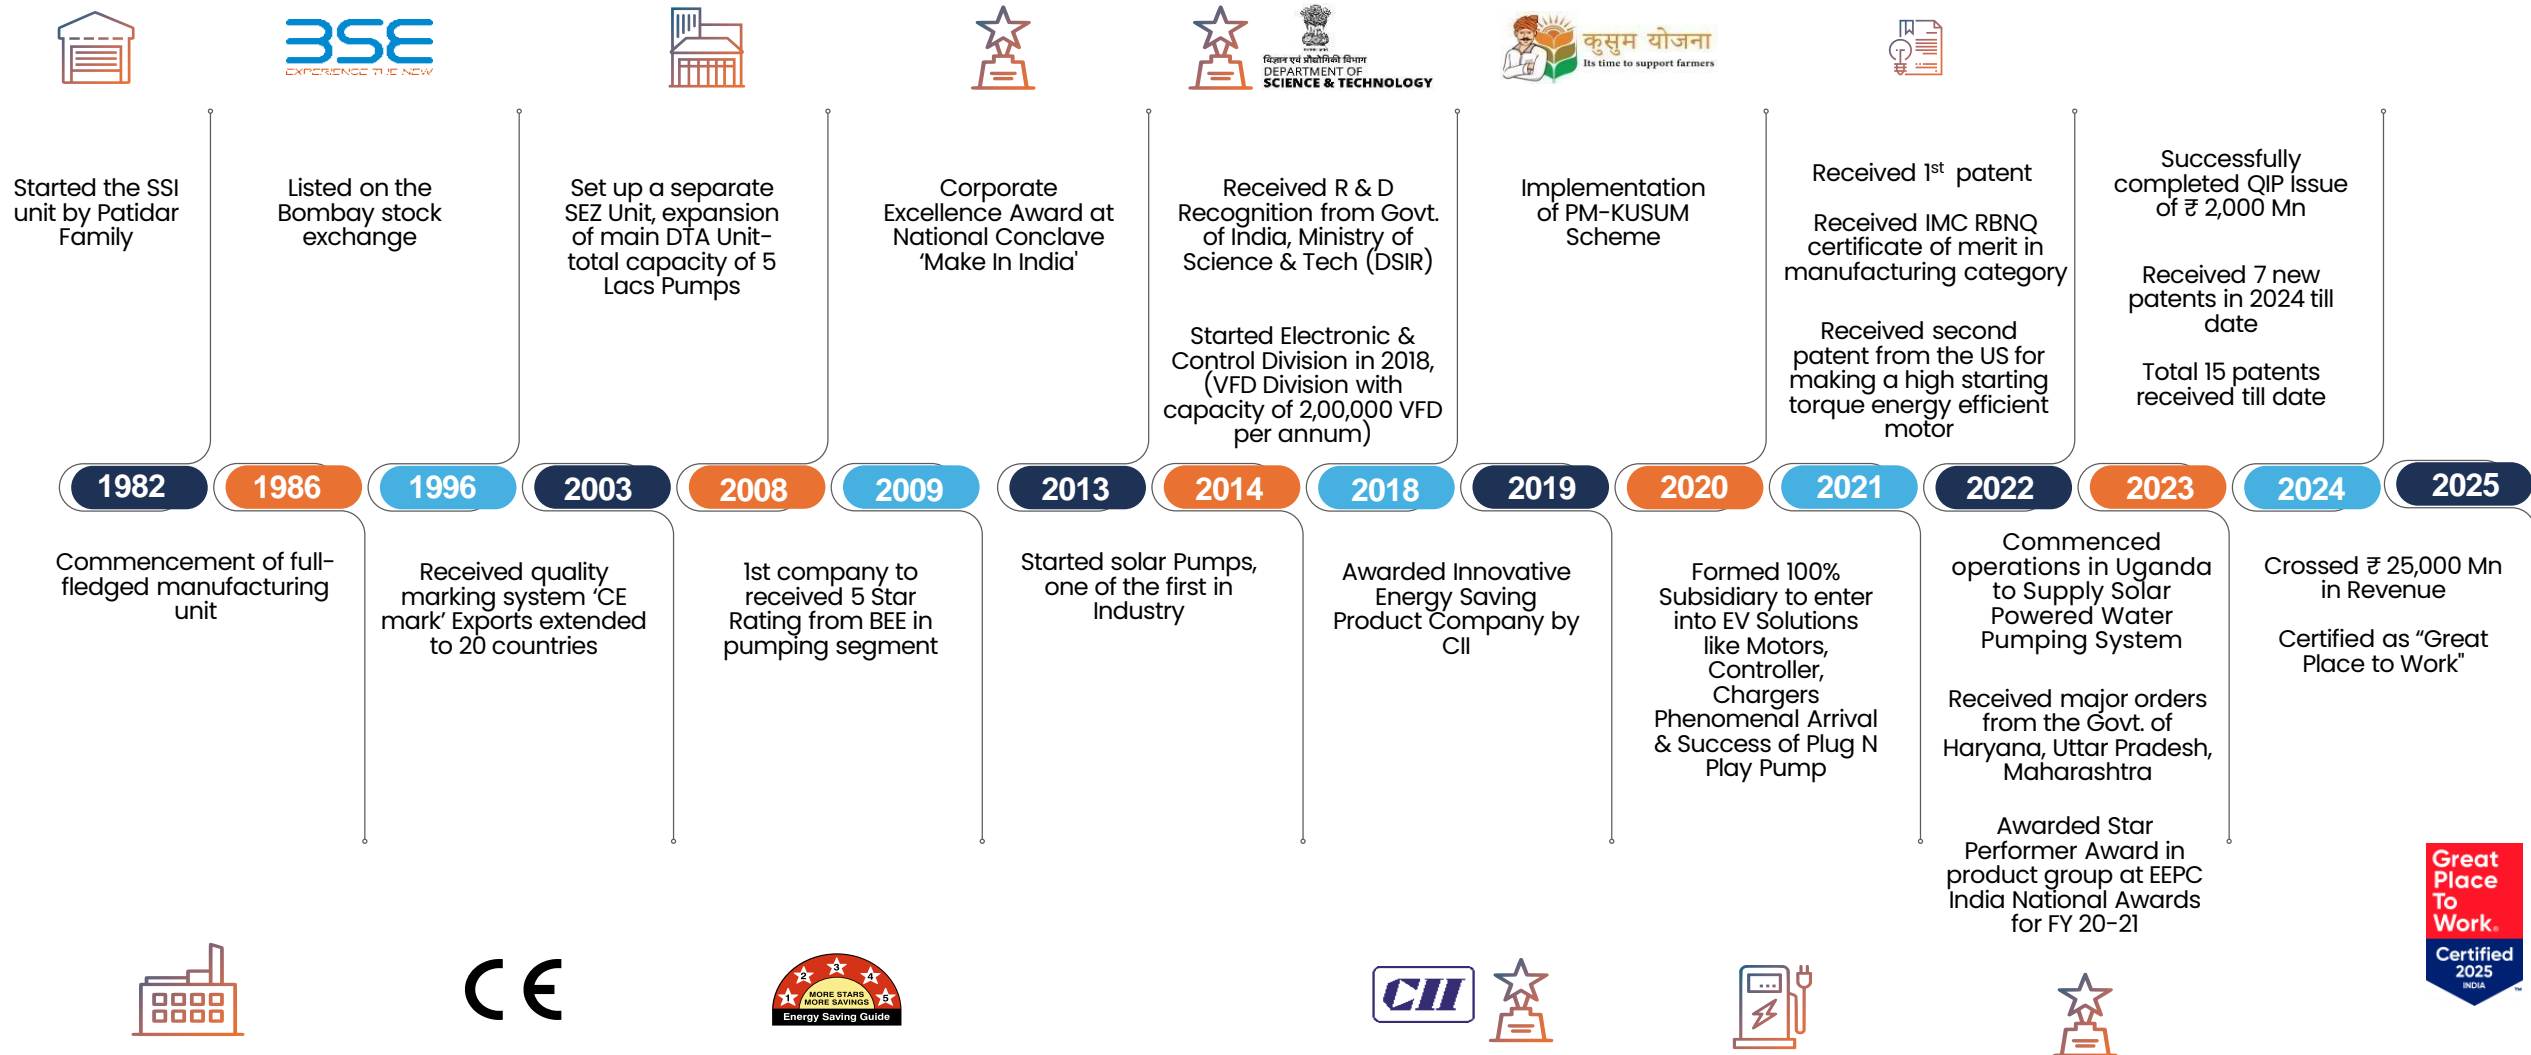 BSE
EXPERIENCE THE NEW
विज्ञान एवं प्रौद्योगिकी विभाग
DEPARTMENT OF
SCIENCE & TECHNOLOGY
कुसुम योजना
Its time to support farmers
Started the SSI
unit by Patidar
Family
Listed on the
Bombay stock
exchange
Set up a separate
SEZ Unit, expansion
of main DTA Unit-
total capacity of 5
Lacs Pumps
Corporate
Excellence Award at
National Conclave
‘Make In India'
Received R & D
Recognition from Govt.
of India, Ministry of
Science & Tech (DSIR)
Started Electronic &
Control Division in 2018,
(VFD Division with
capacity of 2,00,000 VFD
per annum)
Implementation
of PM-KUSUM
Scheme
Received 1st patent
Received IMC RBNQ
certificate of merit in
manufacturing category
Received second
patent from the US for
making a high starting
torque energy efficient
motor
Successfully
completed QIP Issue
of ₹ 2,000 Mn
Received 7 new
patents in 2024 till
date
Total 15 patents
received till date
1982
1986
1996
2003
2008
2009
2013
2014
2018
2019
2020
2021
2022
2023
2024
2025
Commencement of full-
fledged manufacturing
unit
Received quality
marking system ‘CE
mark’ Exports extended
to 20 countries
1st company to
received 5 Star
Rating from BEE in
pumping segment
Started solar Pumps,
one of the first in
Industry
Awarded Innovative
Energy Saving
Product Company by
CII
Formed 100%
Subsidiary to enter
into EV Solutions
like Motors,
Controller,
Chargers
Phenomenal Arrival
& Success of Plug N
Play Pump
Commenced
operations in Uganda
to Supply Solar
Powered Water
Pumping System
Received major orders
from the Govt. of
Haryana, Uttar Pradesh,
Maharashtra
Awarded Star
Performer Award in
product group at EEPC
India National Awards
for FY 20-21
Crossed ₹ 25,000 Mn
in Revenue
Certified as “Great
Place to Work"
CE
1 2 3 4 5
MORE STARS
MORE SAVINGS
Energy Saving Guide
CII
Great
Place
To
Work.
Certified
2025
INDIA
TM